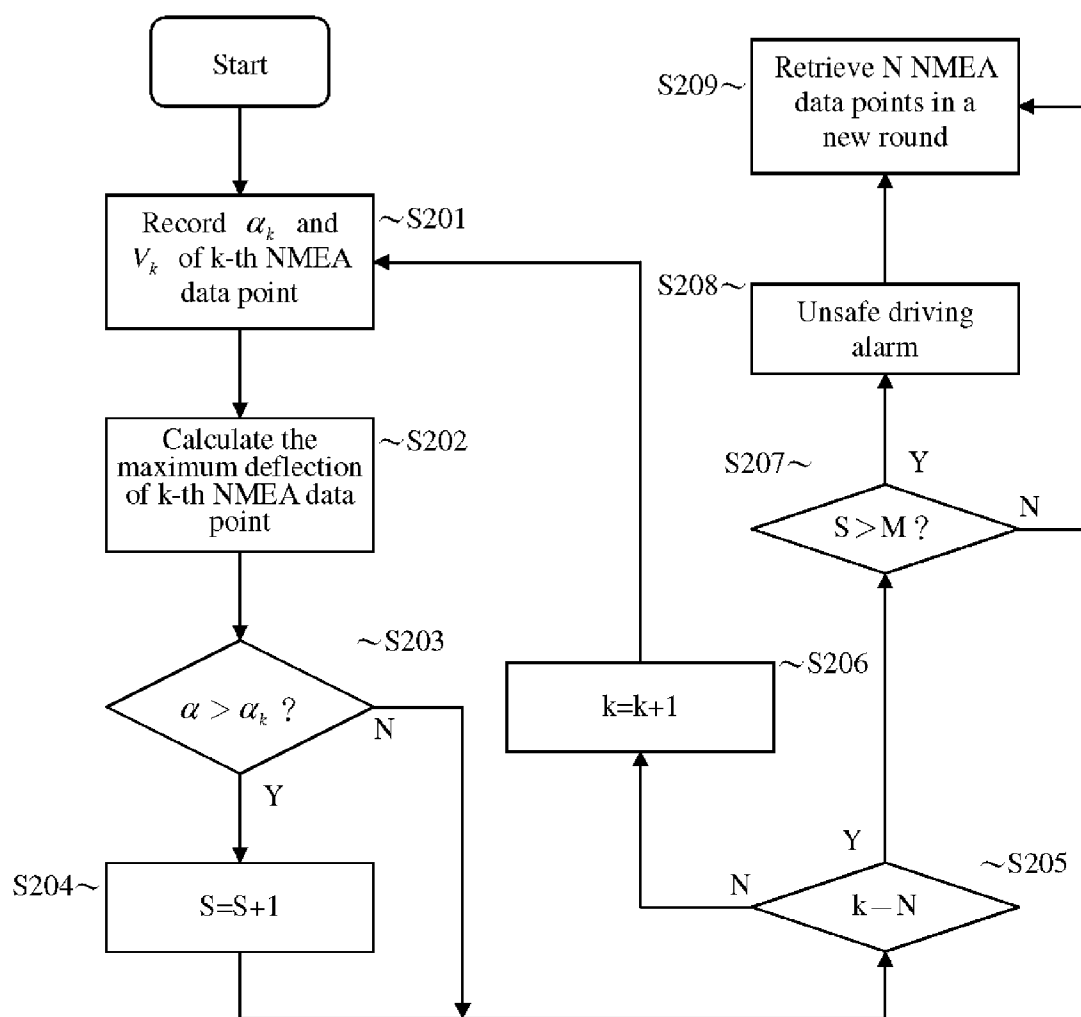 Start
Record α_k and
V_k of k-th NMEA
data point
~S201
Calculate the
maximum deflection
of k-th NMEA data
point
~S202
α > α_k ?
~S203
N
Y
S204~
S=S+1
k=k+1
~S206
k−N
~S205
N
Y
S>M?
S207~
Y
N
Unsafe driving
alarm
S208~
Retrieve N NMEA
data points in a
new round
S209~